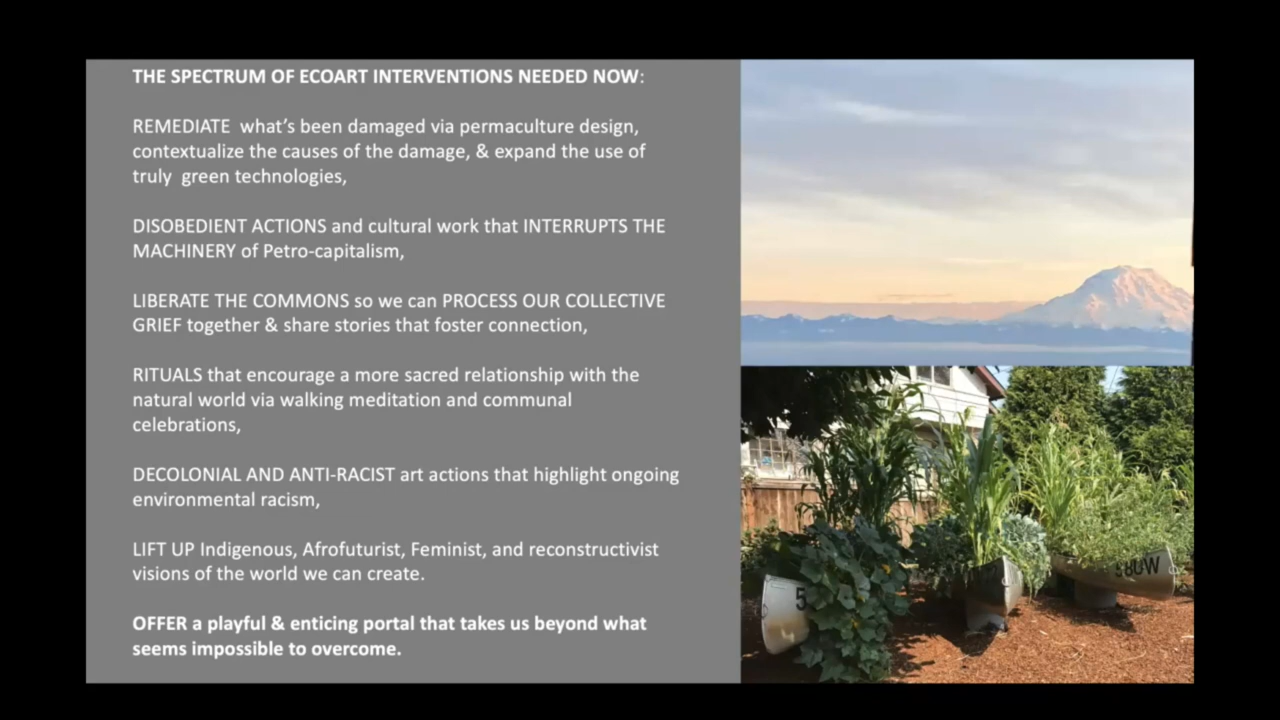 THE SPECTRUM OF ECOART INTERVENTIONS NEEDED NOW:
REMEDIATE what's been damaged via permaculture design,
contextualize the causes of the damage, & expand the use of
truly green technologies,
DISOBEDIENT ACTIONS and cultural work that INTERRUPTS THE
MACHINERY of Petro-capitalism,
LIBERATE THE COMMONS so we can PROCESS OUR COLLECTIVE
GRIEF together & share stories that foster connection,
RITUALS that encourage a more sacred relationship with the
natural world via walking meditation and communal
celebrations,
DECOLONIAL AND ANTI-RACIST art actions that highlight ongoing
environmental racism,
LIFT UP Indigenous, Afrofuturist, Feminist, and reconstructivist
visions of the world we can create.
OFFER a playful & enticing portal that takes us beyond what
seems impossible to overcome.
5